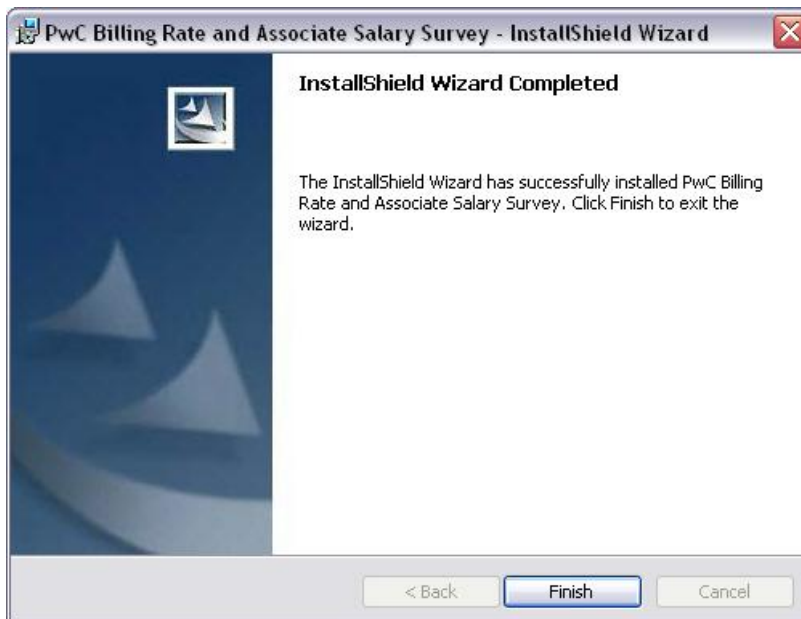 PwC Billing Rate and Associate Salary Survey - InstallShield Wizard
InstallShield Wizard Completed
The InstallShield Wizard has successfully installed PwC Billing
Rate and Associate Salary Survey. Click Finish to exit the
wizard.
< Back
Finish
Cancel